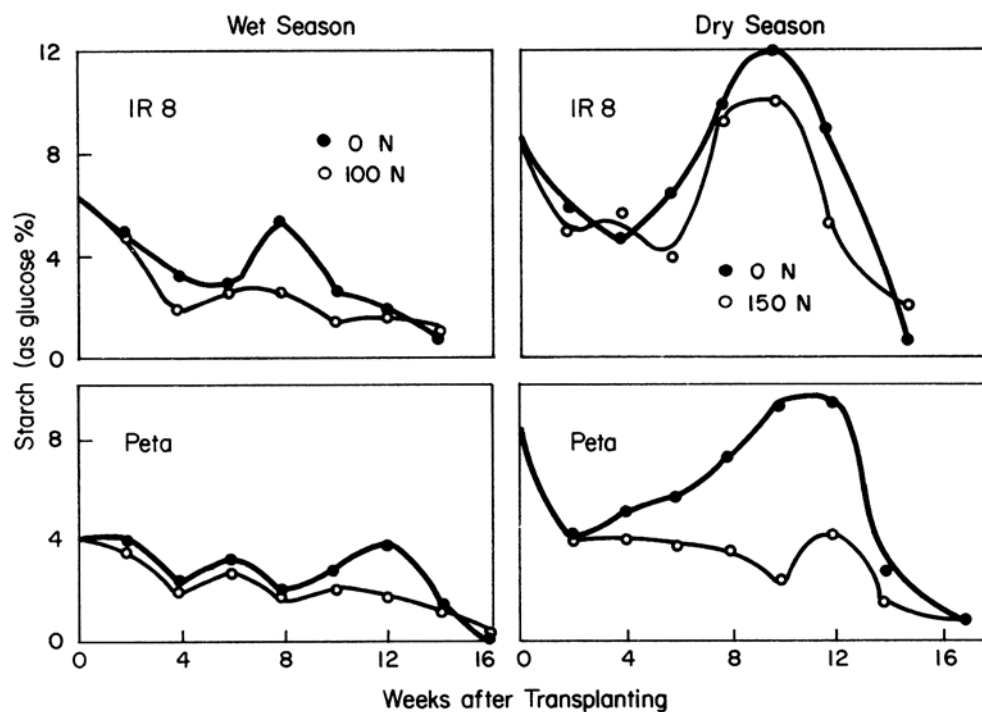 Wet Season
Dry Season
Starch (as glucose %)
12
8
4
0
IR 8
● 0 N
○ 100 N
IR 8
● 0 N
○ 150 N
8
4
0
Peta
Peta
0 4 8 12 16
0 4 8 12 16
Weeks after Transplanting